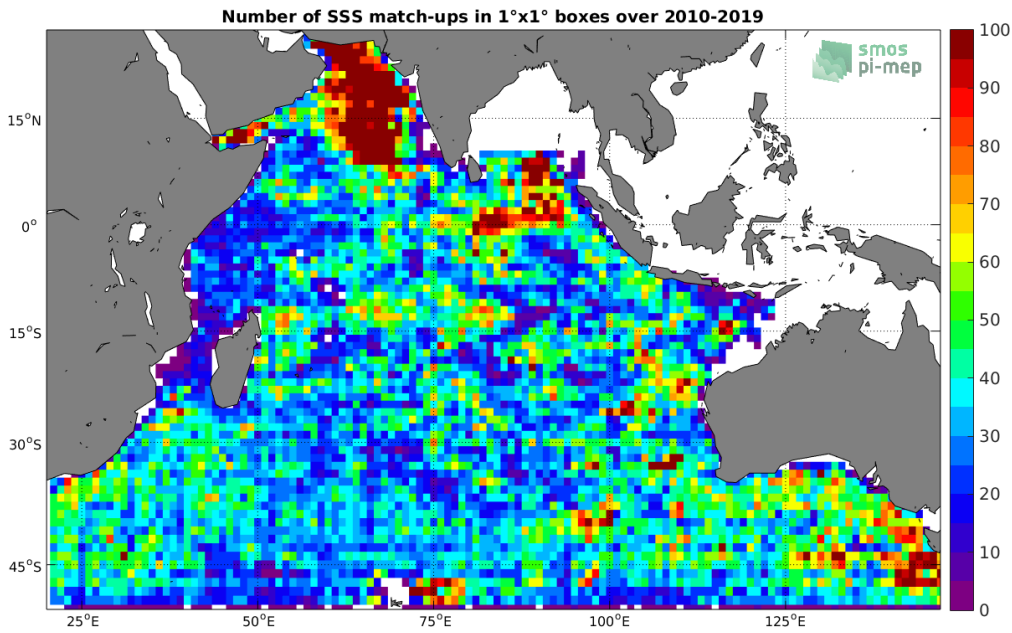 Number of SSS match-ups in 1°x1° boxes over 2010-2019
smos
pi-mep
15°N
0°
15°S
30°S
45°S
25°E
50°E
75°E
100°E
125°E
100
90
80
70
60
50
40
30
20
10
0